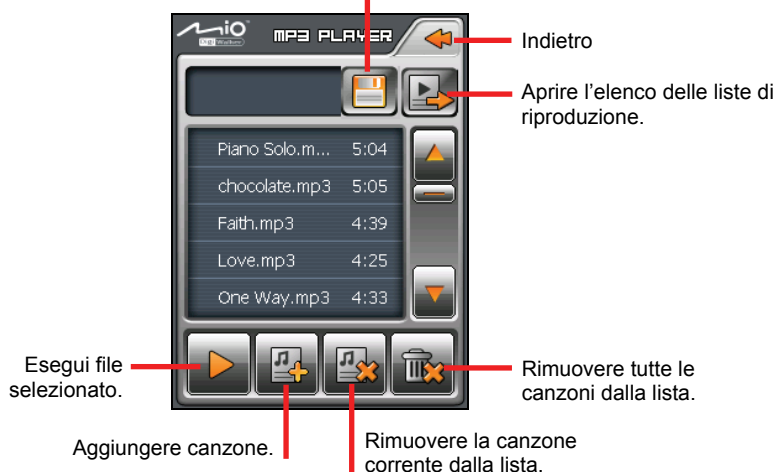 mio
DigiWalker
MP3 PLAYER
Indietro
Aprire l’elenco delle liste di
riproduzione.
Piano Solo.m... 5:04
chocolate.mp3 5:05
Faith.mp3 4:39
Love.mp3 4:25
One Way.mp3 4:33
Esegui file
selezionato.
Rimuovere tutte le
canzoni dalla lista.
Aggiungere canzone.
Rimuovere la canzone
corrente dalla lista.